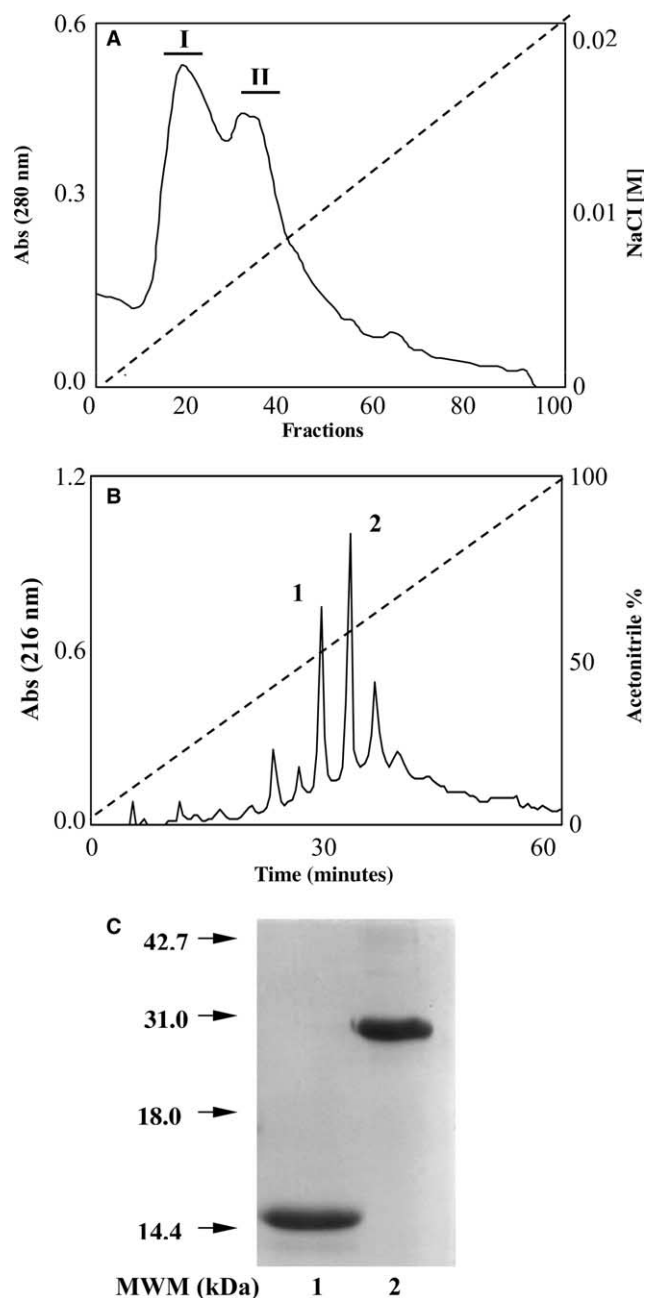 A
I
II
0.6
0.3
0.0
Abs (280 nm)
0.02
0.01
0
NaCl [M]
0 20 40 60 80 100
Fractions
B
1
2
1.2
0.6
0.0
Abs (216 nm)
100
50
0
Acetonitrile %
0 30 60
Time (minutes)
C
42.7
31.0
18.0
14.4
MWM (kDa) 1 2